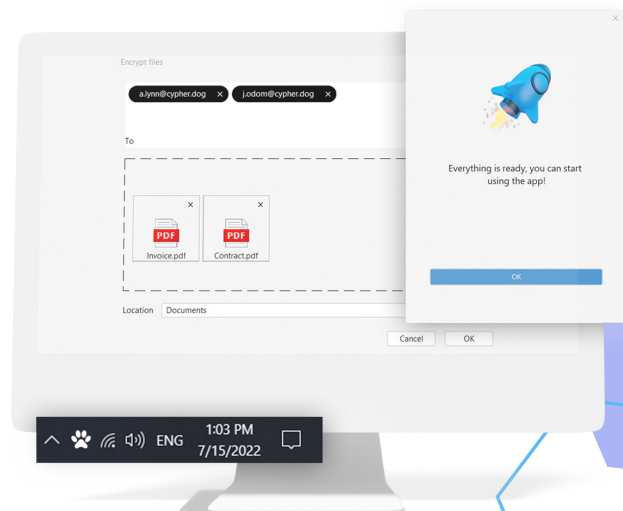 Encrypt files
a.lynn@cypher.dog x
j.odom@cypher.dog x
To
x
x
PDF
PDF
Invoice.pdf
Contract.pdf
Location Documents
Cancel
OK
Everything is ready, you can start
using the app!
OK
ENG
1:03 PM
7/15/2022